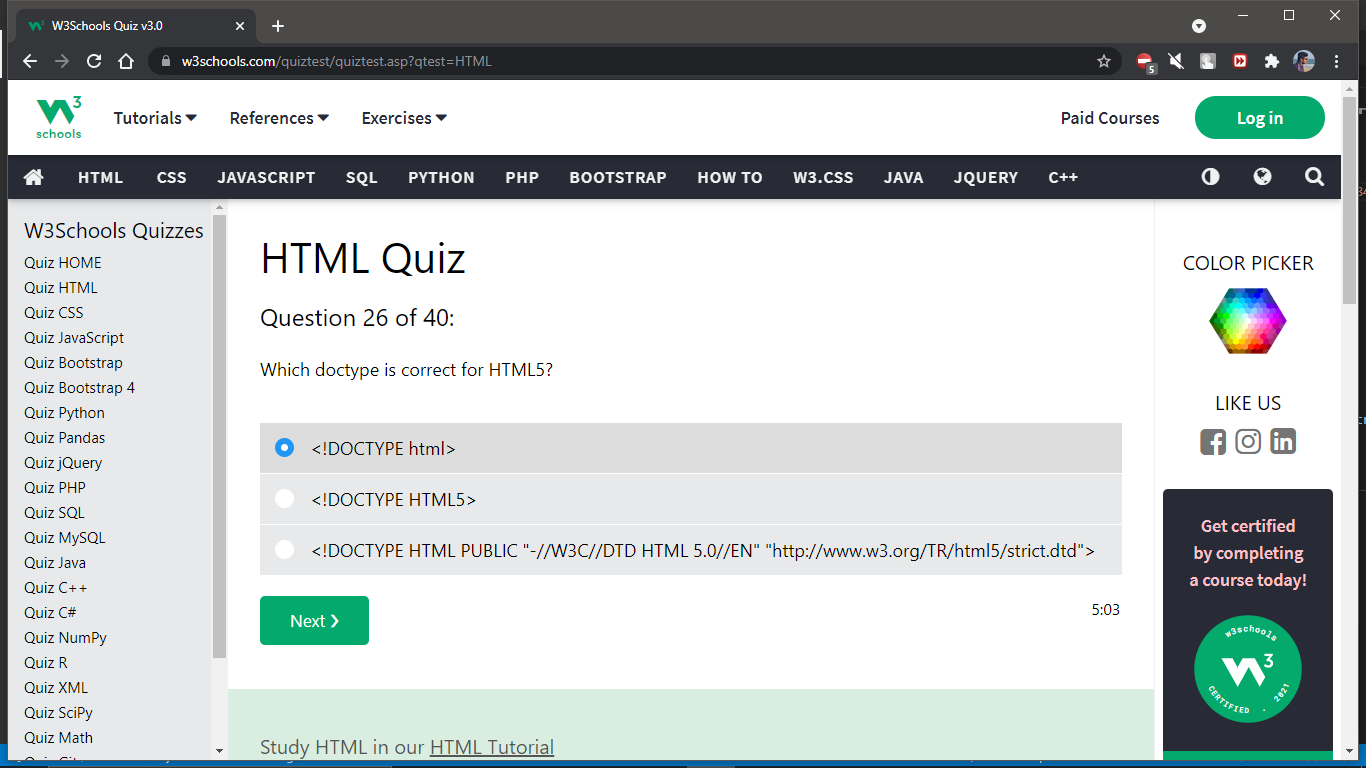 W3Schools Quiz v3.0
w3schools.com/quiztest/quiztest.asp?qtest=HTML
5
W3
schools
Tutorials
References
Exercises
Paid Courses
Log in
HTML CSS JAVASCRIPT SQL PYTHON PHP BOOTSTRAP HOW TO W3.CSS JAVA JQUERY C++
W3Schools Quizzes
Quiz HOME
Quiz HTML
Quiz CSS
Quiz JavaScript
Quiz Bootstrap
Quiz Bootstrap 4
Quiz Python
Quiz Pandas
Quiz jQuery
Quiz PHP
Quiz SQL
Quiz MySQL
Quiz Java
Quiz C++
Quiz C#
Quiz NumPy
Quiz R
Quiz XML
Quiz SciPy
Quiz Math
HTML Quiz
Question 26 of 40:
Which doctype is correct for HTML5?
<!DOCTYPE html>
<!DOCTYPE HTML5>
<!DOCTYPE HTML PUBLIC "-//W3C//DTD HTML 5.0//EN" "http://www.w3.org/TR/html5/strict.dtd">
Next ❯
5:03
Study HTML in our HTML Tutorial
COLOR PICKER
LIKE US
Get certified
by completing
a course today!
w3schools
W3
CERTIFIED . 2021